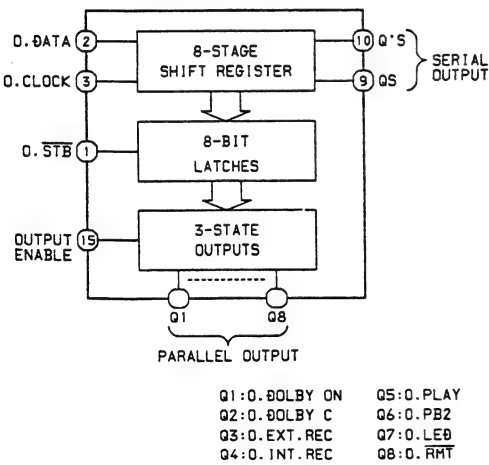 O.DATA 2
8-STAGE
SHIFT REGISTER
10 Q'S
SERIAL
OUTPUT
O.CLOCK 3
9 QS
O.S̅T̅B̅ 1
8-BIT
LATCHES
OUTPUT
ENABLE
15
3-STATE
OUTPUTS
Q1
Q8
PARALLEL OUTPUT
Q1:O.DOLBY ON Q5:O.PLAY
Q2:O.DOLBY C Q6:O.PB2
Q3:O.EXT.REC Q7:O.LED
Q4:O.INT.REC Q8:O.R̅M̅T̅